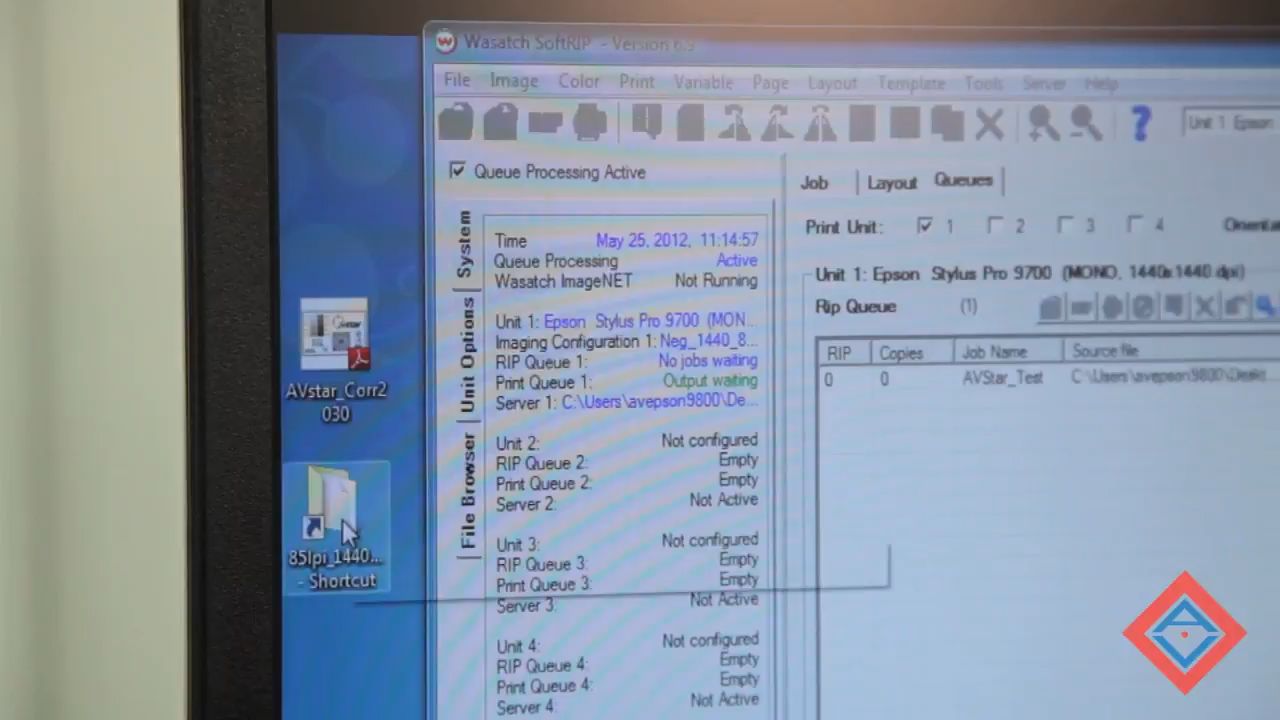 Wasatch SoftRIP - Version 6.9
File Image Color Print Variable Page Layout Template Tools Server Help
Unit 1 Epson
Queue Processing Active
Job Layout Queues
System
Unit Options
File Browser
Time May 25, 2012, 11:14:57
Queue Processing Active
Wasatch ImageNET Not Running
Unit 1: Epson Stylus Pro 9700 (MON...
Imaging Configuration 1: Neg_1440_8...
RIP Queue 1: No jobs waiting
Print Queue 1: Output waiting
Server 1: C:\Users\avepson9800\De...
Unit 2: Not configured
RIP Queue 2: Empty
Print Queue 2: Empty
Server 2: Not Active
Unit 3: Not configured
RIP Queue 3: Empty
Print Queue 3: Empty
Server 3: Not Active
Unit 4: Not configured
RIP Queue 4: Empty
Print Queue 4: Empty
Server 4: Not Active
Print Unit: 1 2 3 4
Unit 1: Epson Stylus Pro 9700 (MONO, 1440x1440 dpi)
Rip Queue (1)
RIP Copies Job Name Source file
0 0 AVStar_Test C:\Users\avepson9800\Deskt...
AVstar_Corr2
030
85lpi_1440...
- Shortcut